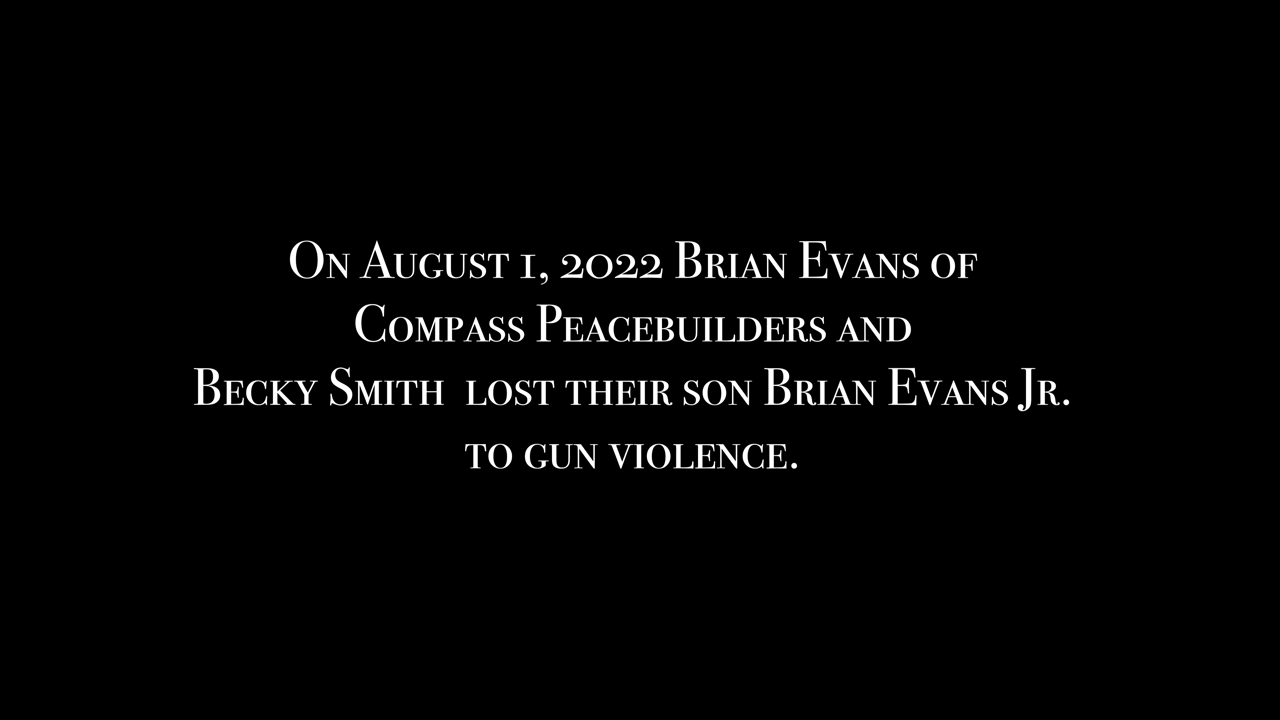 On August 1, 2022 Brian Evans of
Compass Peacebuilders and
Becky Smith  lost their son Brian Evans Jr.
to gun violence.